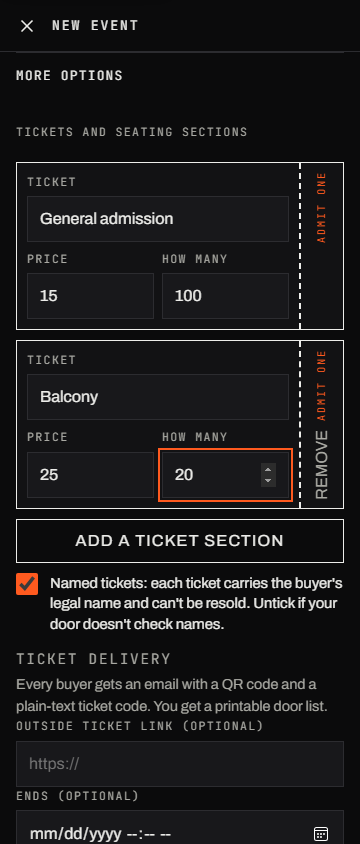 NEW EVENT
MORE OPTIONS
TICKETS AND SEATING SECTIONS
TICKET
General admission
PRICE
HOW MANY
15
100
ADMIT ONE
TICKET
Balcony
PRICE
HOW MANY
25
20
ADMIT ONE
REMOVE
ADD A TICKET SECTION
Named tickets: each ticket carries the buyer's
legal name and can't be resold. Untick if your
door doesn't check names.
TICKET DELIVERY
Every buyer gets an email with a QR code and a
plain-text ticket code. You get a printable door list.
OUTSIDE TICKET LINK (OPTIONAL)
https://
ENDS (OPTIONAL)
mm/dd/yyyy --:-- --